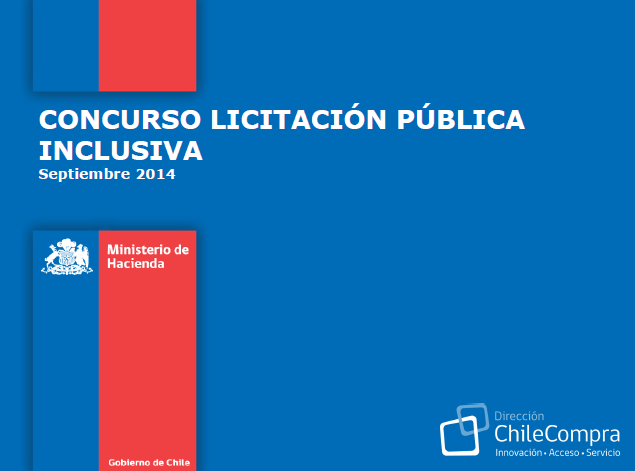 CONCURSO LICITACIÓN PÚBLICA
INCLUSIVA
Septiembre 2014
Ministerio de
Hacienda
Gobierno de Chile
Dirección
ChileCompra
Innovación • Acceso • Servicio